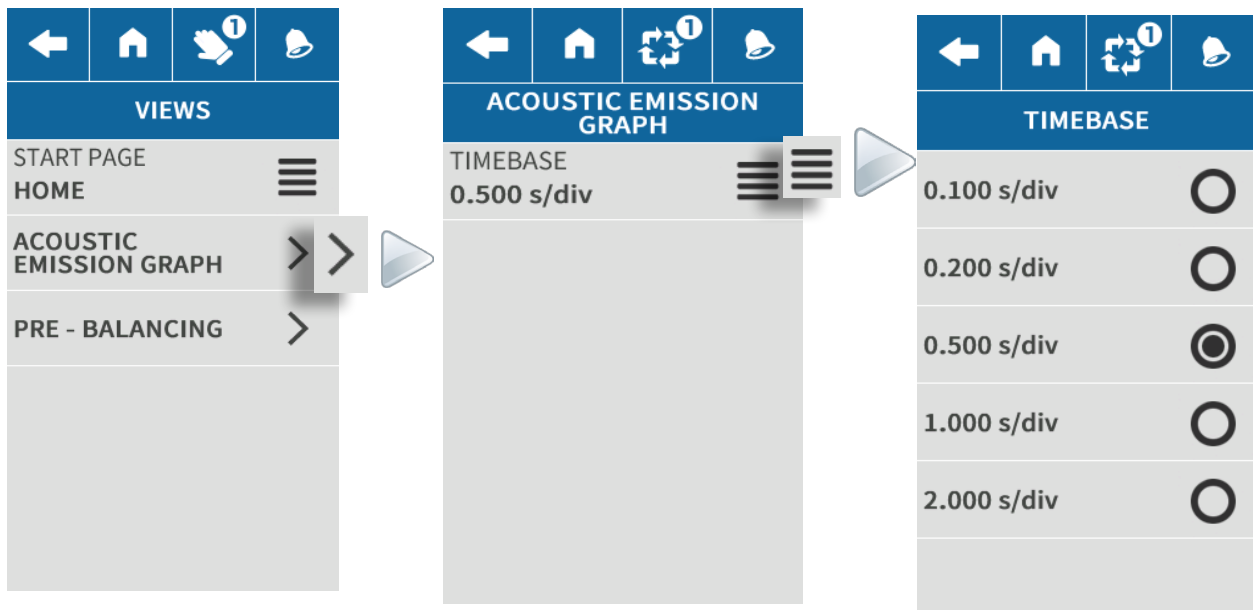 1
VIEWS
START PAGE
HOME
ACOUSTIC
EMISSION GRAPH
PRE - BALANCING
1
ACOUSTIC EMISSION
GRAPH
TIMEBASE
0.500 s/div
1
TIMEBASE
0.100 s/div
0.200 s/div
0.500 s/div
1.000 s/div
2.000 s/div